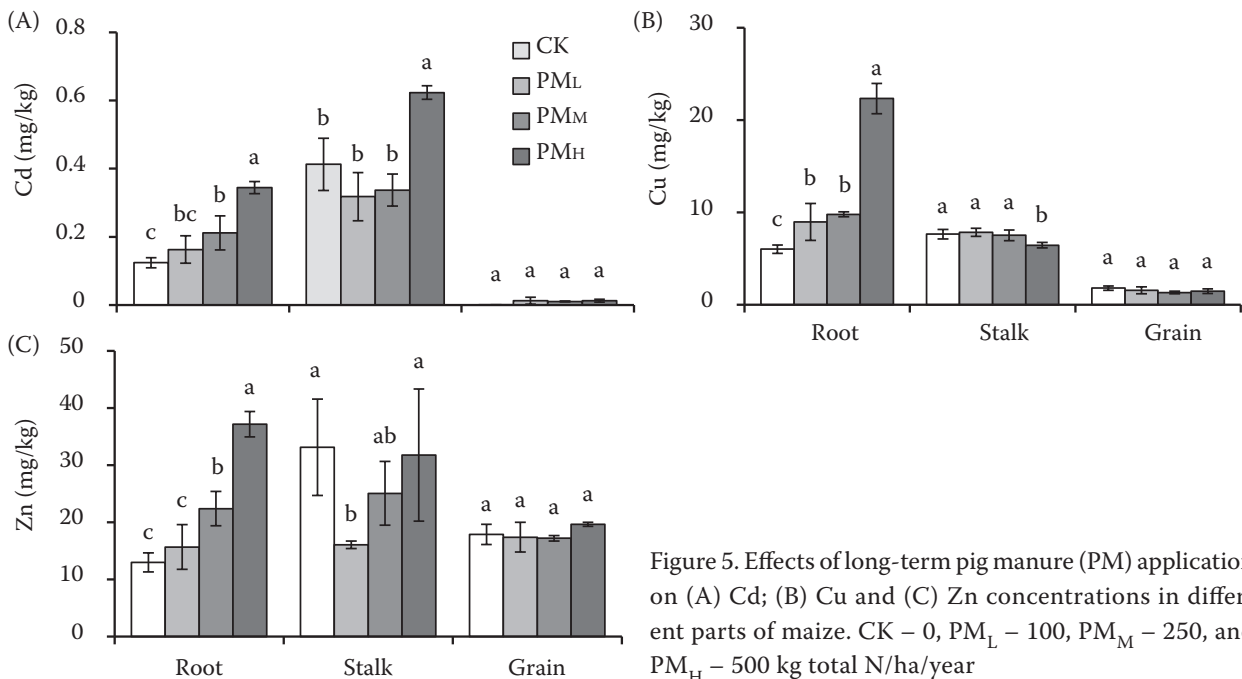 (A)
0.8
0.6
0.4
0.2
0
Cd (mg/kg)
c bc b a
b b b a
a a a a
CK
PML
PMM
PMH
(B)
30
20
10
0
Cu (mg/kg)
c b b a
a a a b
a a a a
Root Stalk Grain
(C)
50
40
30
20
10
0
Zn (mg/kg)
c c b a
a b ab a
a a a a
Root Stalk Grain
Figure 5. Effects of long-term pig manure (PM) application
on (A) Cd; (B) Cu and (C) Zn concentrations in differ-
ent parts of maize. CK – 0, PML – 100, PMM – 250, and
PMH – 500 kg total N/ha/year